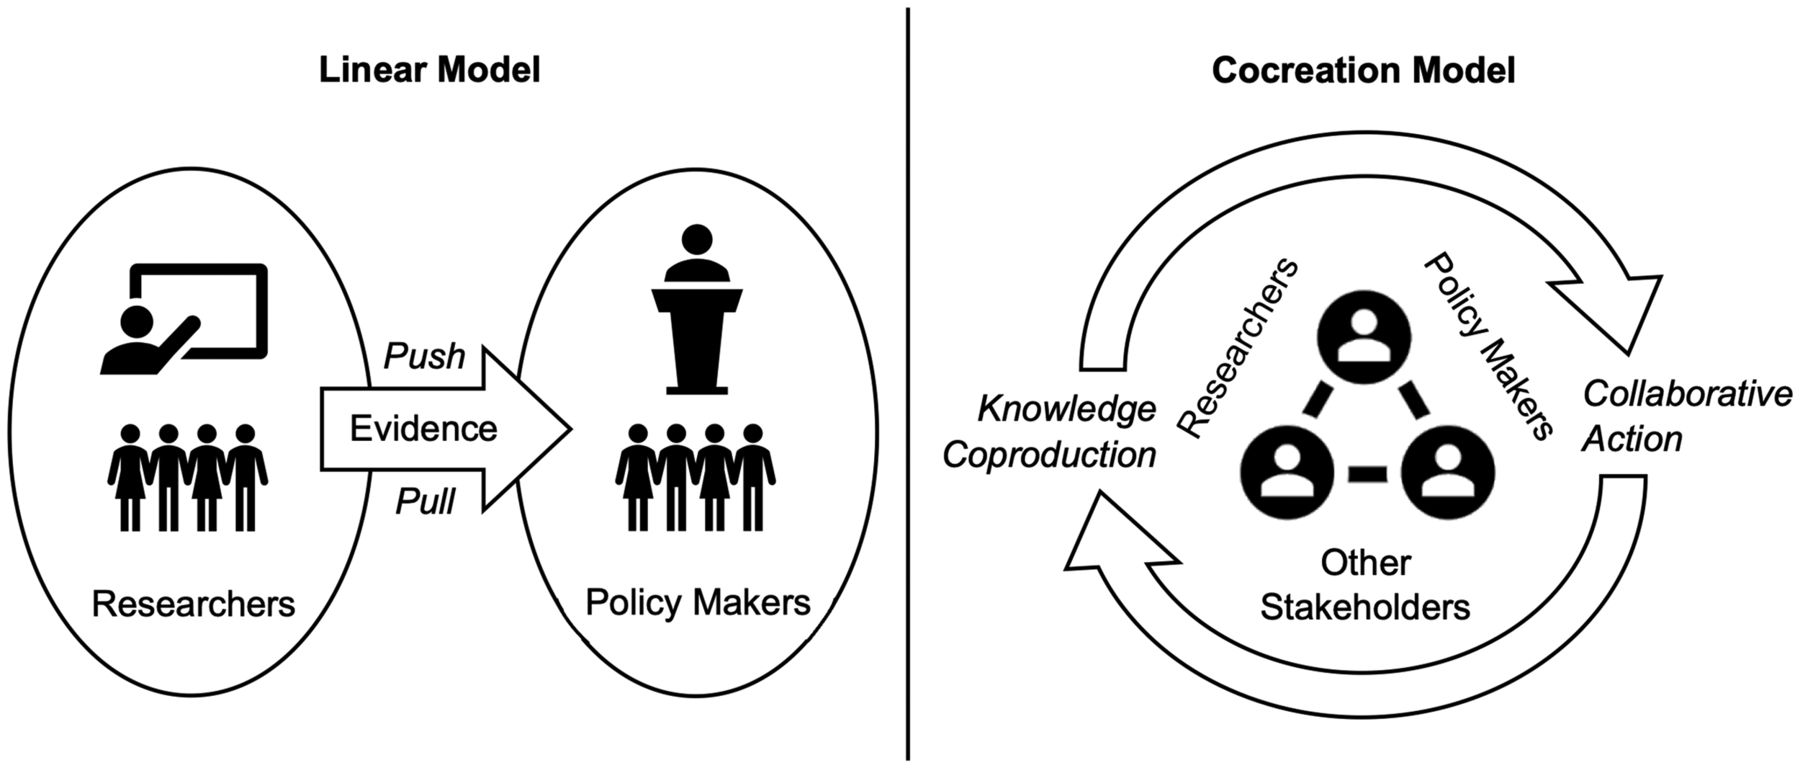 Linear Model
Push
Evidence
Pull
Researchers
Policy Makers
Cocreation Model
Researchers
Policy Makers
Knowledge
Coproduction
Collaborative
Action
Other
Stakeholders